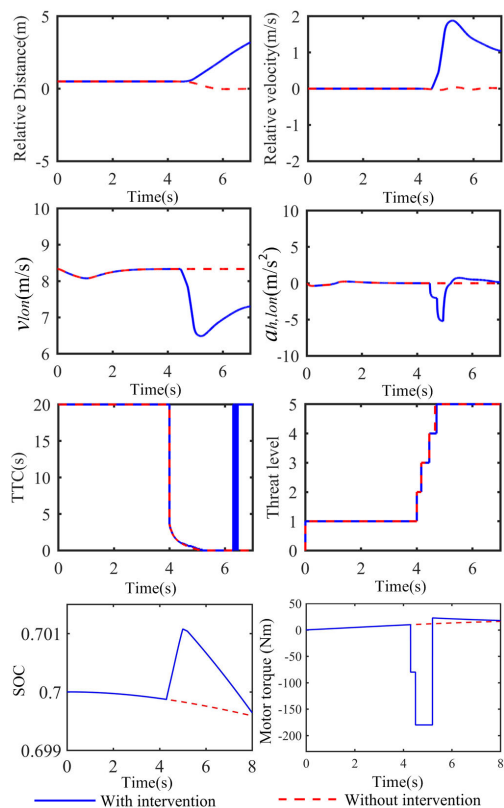 Relative Distance(m)
5
0
-5
0 2 4 6
Time(s)
Relative velocity(m/s)
2
1
0
-1
-2
0 2 4 6
Time(s)
vlon(m/s)
10
9
8
7
6
0 2 4 6
Time(s)
ah,lon(m/s²)
10
5
0
-5
-10
0 2 4 6
Time(s)
TTC(s)
20
15
10
5
0
0 2 4 6
Time(s)
Threat level
5
4
3
2
1
0
0 2 4 6
Time(s)
SOC
0.701
0.7
0.699
0 2 4 6 8
Time(s)
Motor torque (Nm)
50
0
-50
-100
-150
-200
0 2 4 6 8
Time(s)
With intervention Without intervention